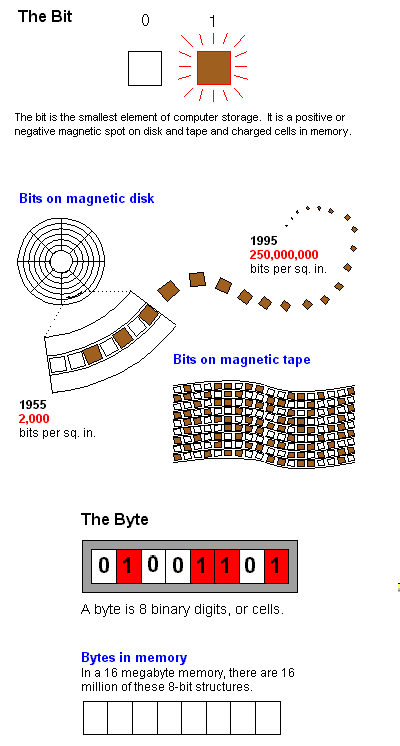 The Bit
0 1
The bit is the smallest element of computer storage. It is a positive or
negative magnetic spot on disk and tape and charged cells in memory.
Bits on magnetic disk
1995
250,000,000
bits per sq. in.
Bits on magnetic tape
1955
2,000
bits per sq. in.
The Byte
0 1 0 0 1 1 0 1
A byte is 8 binary digits, or cells.
Bytes in memory
In a 16 megabyte memory, there are 16
million of these 8-bit structures.